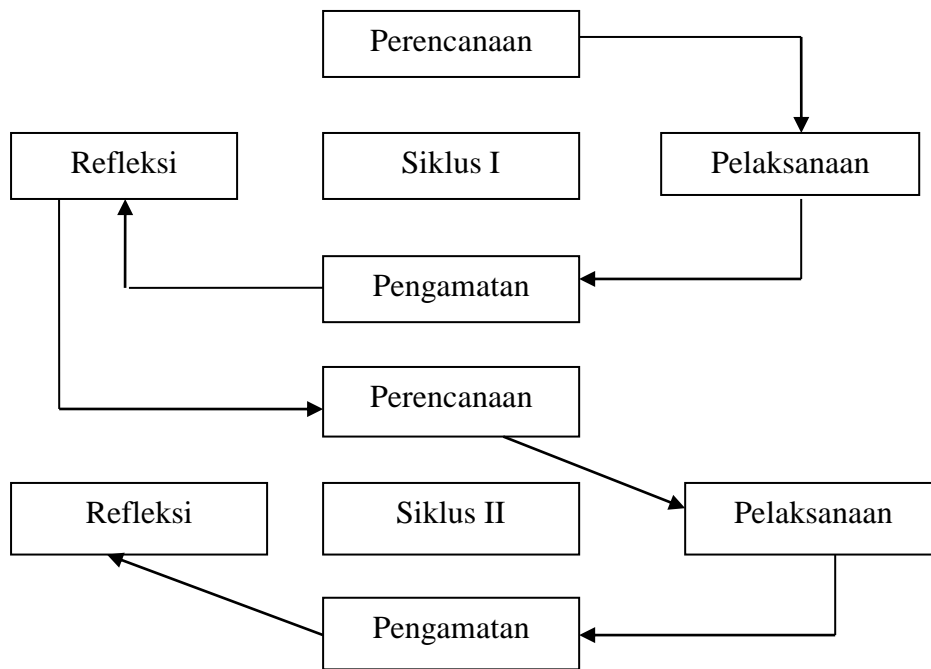 Perencanaan
Refleksi
Siklus I
Pelaksanaan
Pengamatan
Perencanaan
Refleksi
Siklus II
Pelaksanaan
Pengamatan